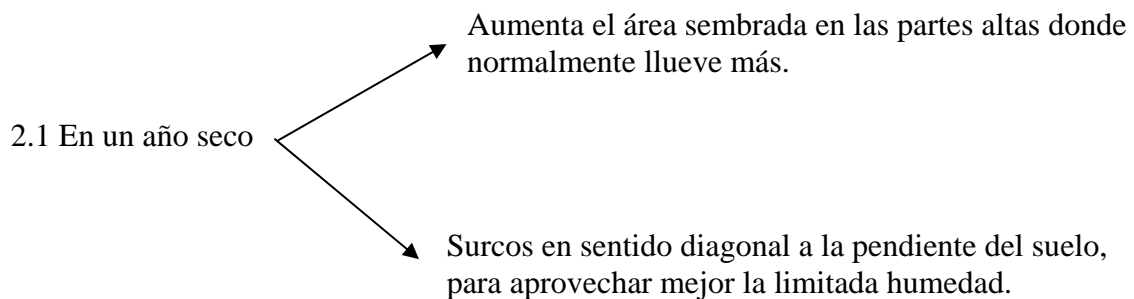 Aumenta el área sembrada en las partes altas donde
normalmente llueve más.
2.1 En un año seco
Surcos en sentido diagonal a la pendiente del suelo,
para aprovechar mejor la limitada humedad.